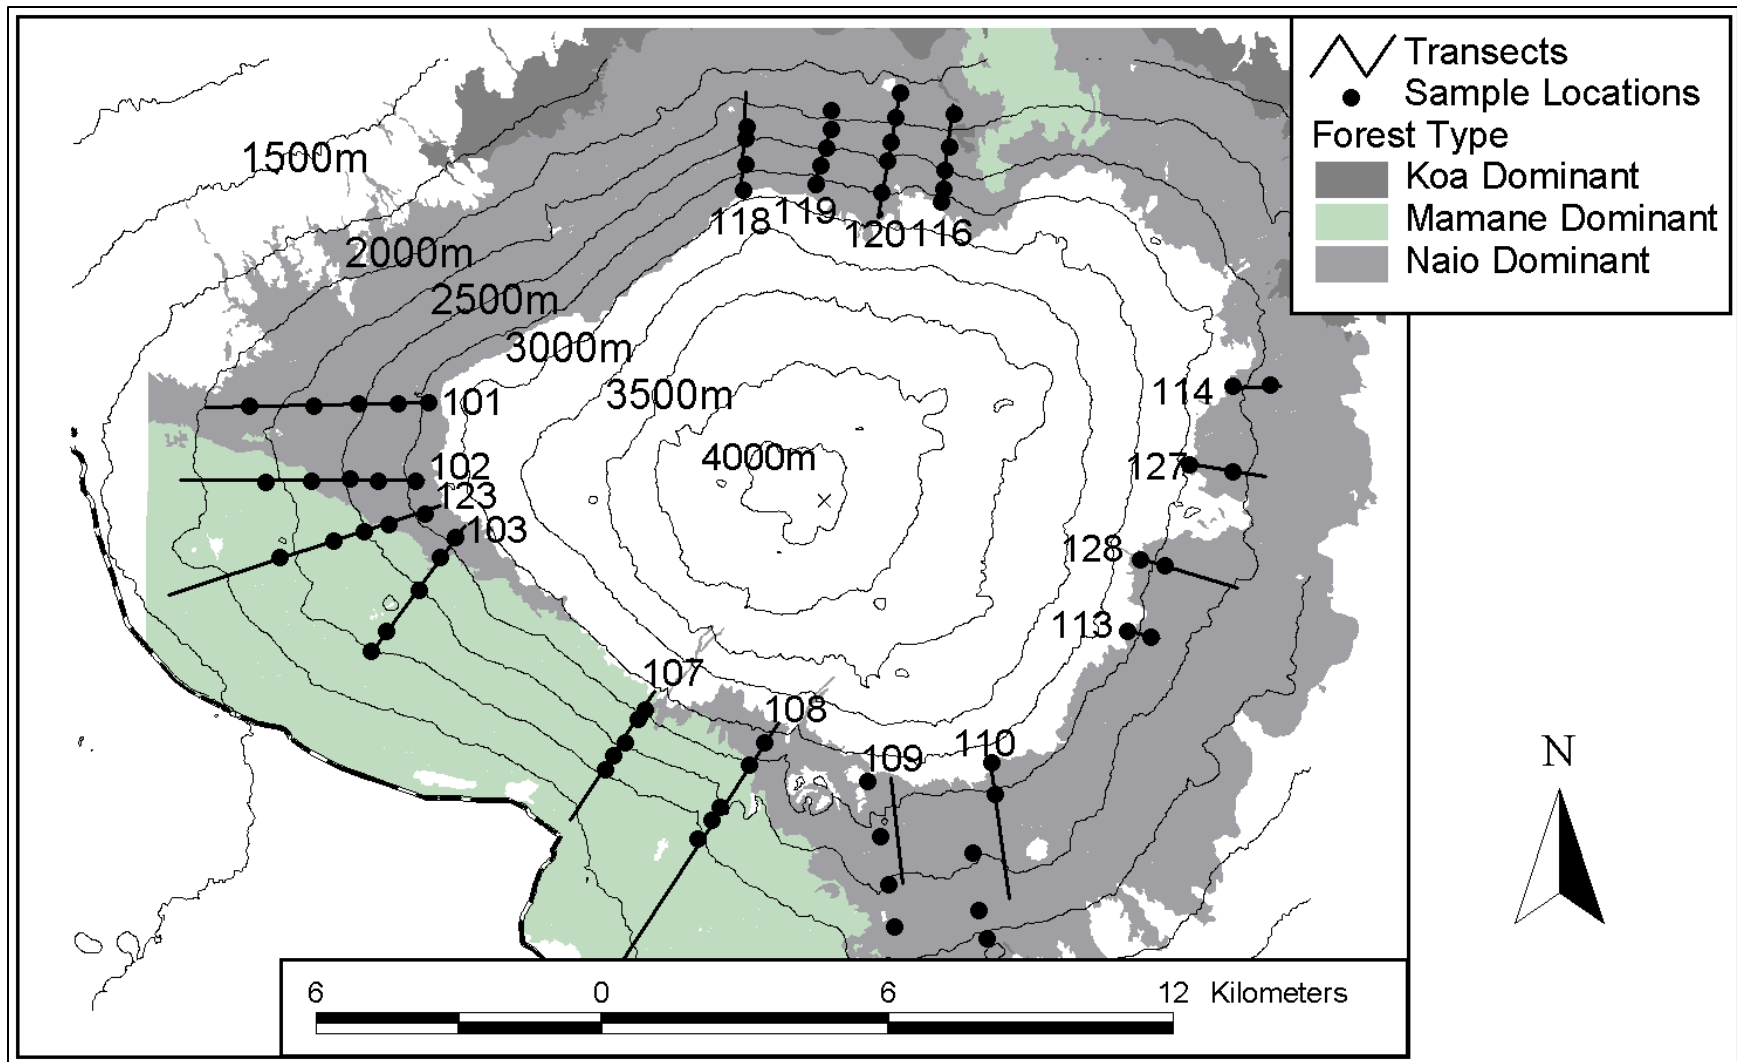 Transects
Sample Locations
Forest Type
Koa Dominant
Mamane Dominant
Naio Dominant
1500m
2000m
2500m
3000m
3500m
4000m
118
119
120
116
101
102
123
103
114
127
128
113
107
108
109
110
N
6
0
6
12
Kilometers